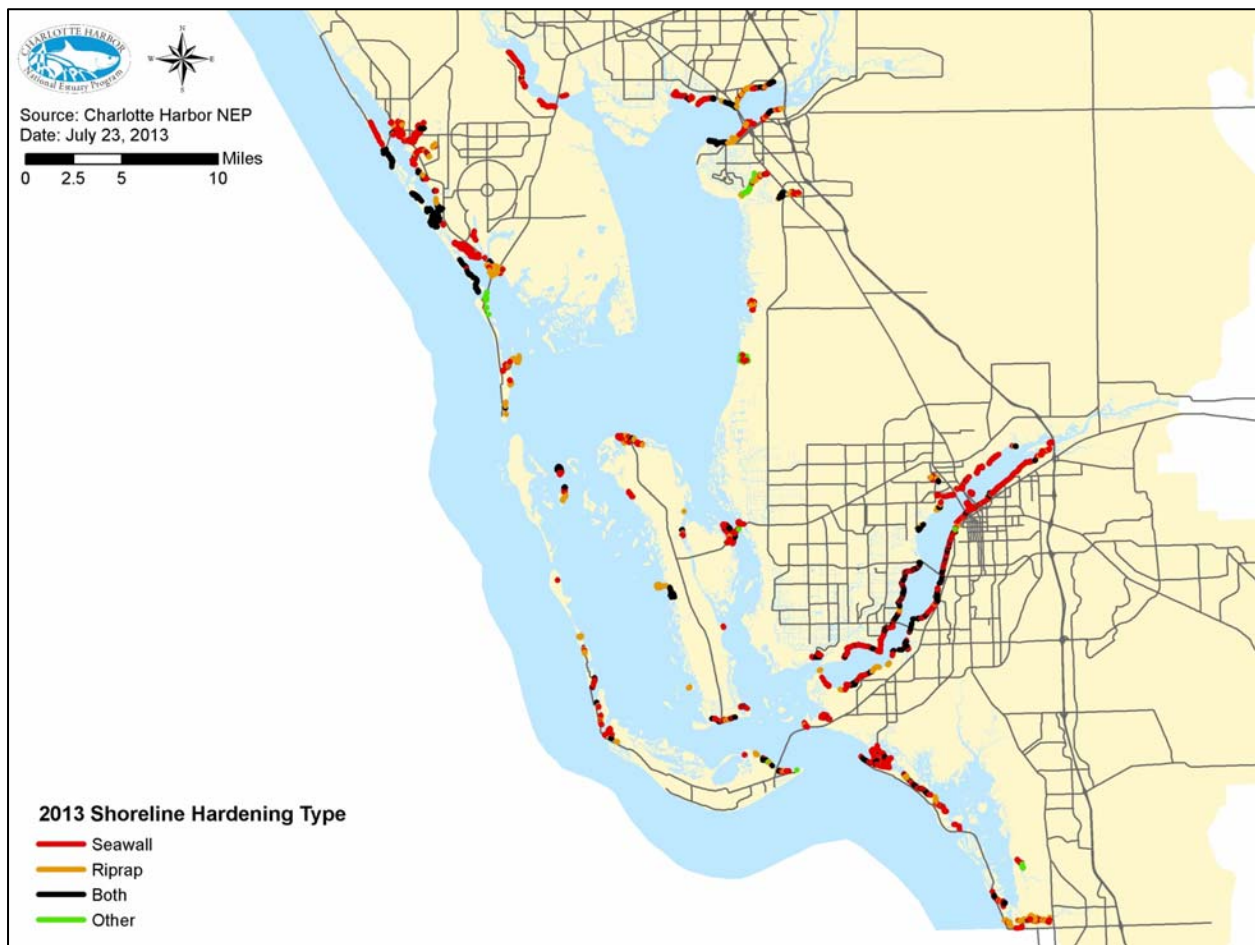 CHARLOTTE HARBOR
National Estuary Program
N
W
E
S
Source: Charlotte Harbor NEP
Date: July 23, 2013
Miles
0 2.5 5 10
2013 Shoreline Hardening Type
Seawall
Riprap
Both
Other